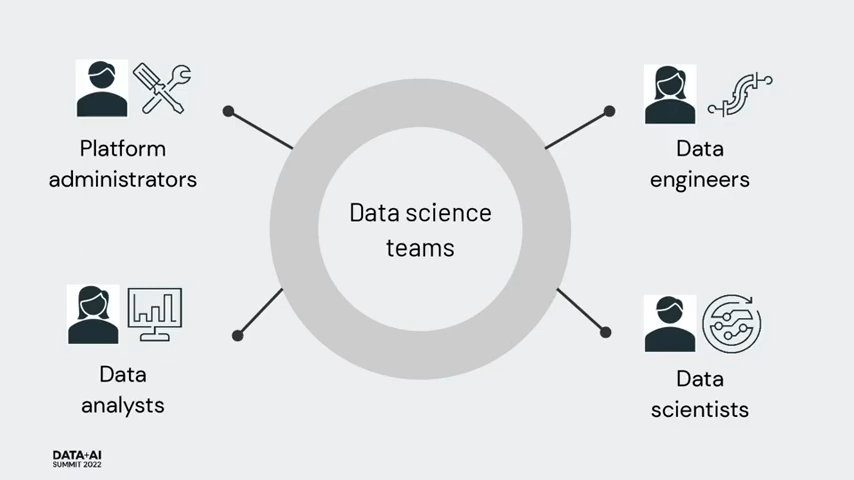 Platform
administrators
Data
engineers
Data science
teams
Data
analysts
Data
scientists
DATA+AI
SUMMIT 2022